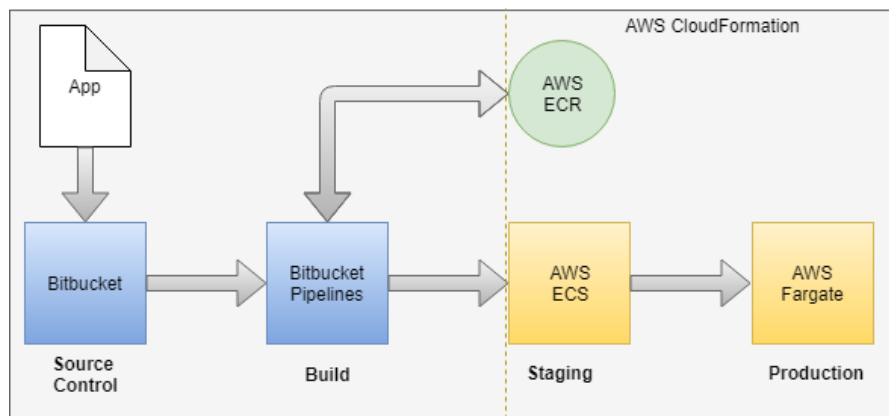 AWS CloudFormation
App
AWS
ECR
Bitbucket
Bitbucket
Pipelines
AWS
ECS
AWS
Fargate
Source
Control
Build
Staging
Production